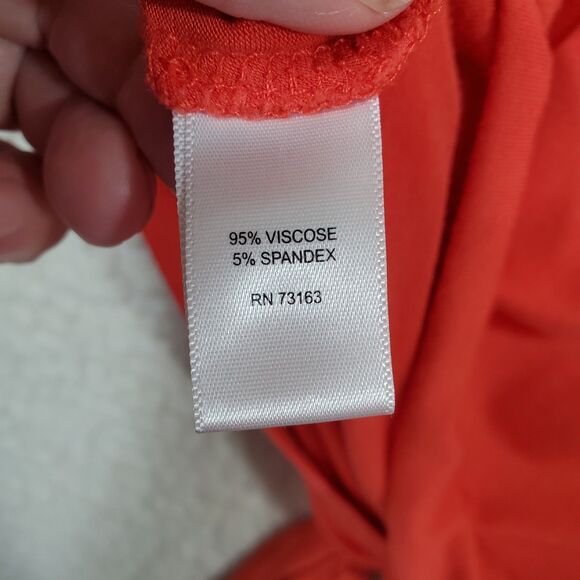 95% VISCOSE
5% SPANDEX
RN 73163